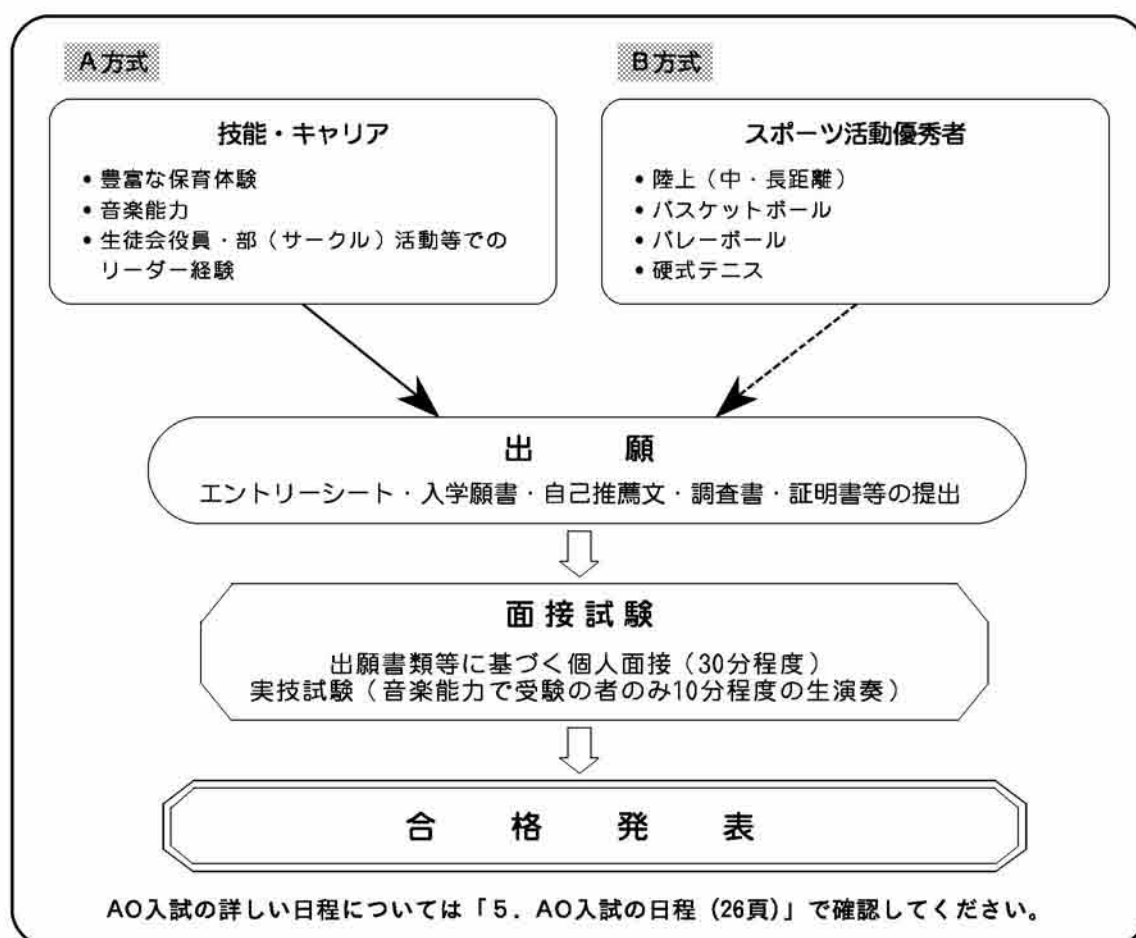 A方式
技能・キャリア
• 豊富な保育体験
• 音楽能力
• 生徒会役員・部（サークル）活動等での
リーダー経験
B方式
スポーツ活動優秀者
• 陸上（中・長距離）
• バスケットボール
• バレーボール
• 硬式テニス
出　願
エントリーシート・入学願書・自己推薦文・調査書・証明書等の提出
面接試験
出願書類等に基づく個人面接（30分程度）
実技試験（音楽能力で受験の者のみ10分程度の生演奏）
合　格　発　表
AO入試の詳しい日程については「5．AO入試の日程（26頁）」で確認してください。